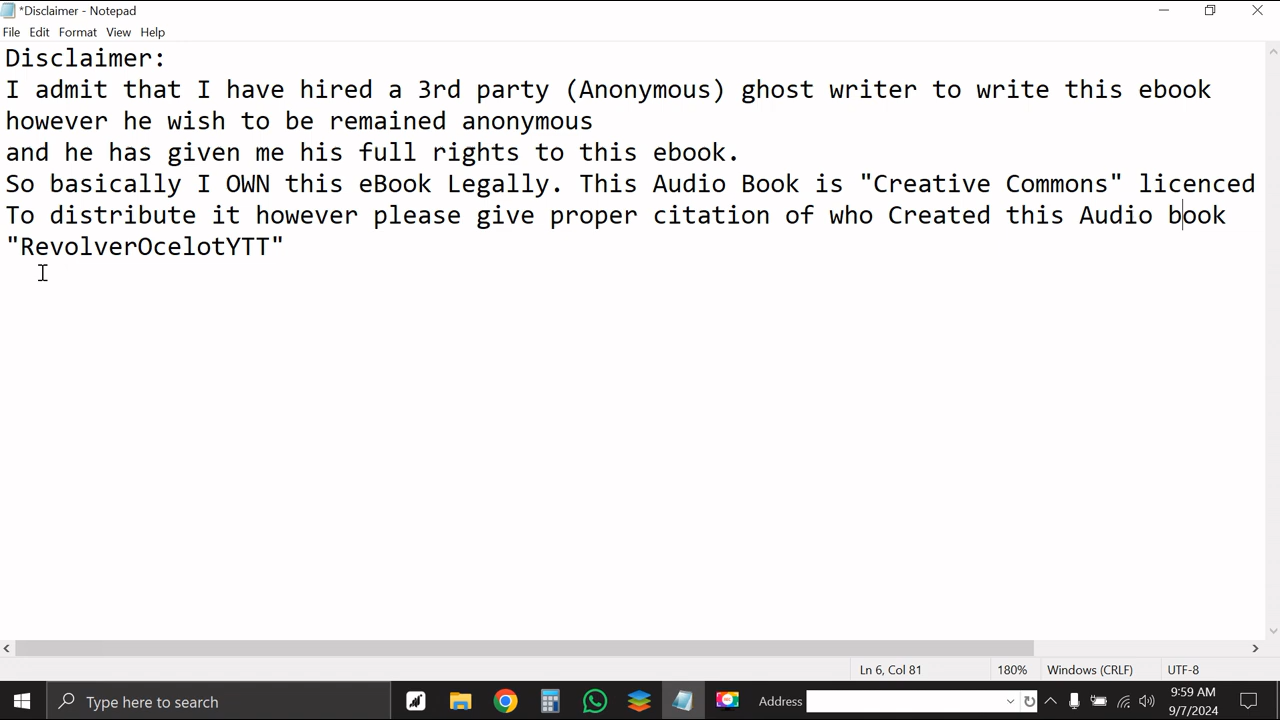 *Disclaimer - Notepad
File Edit Format View Help
Disclaimer:
I admit that I have hired a 3rd party (Anonymous) ghost writer to write this ebook
however he wish to be remained anonymous
and he has given me his full rights to this ebook.
So basically I OWN this eBook Legally. This Audio Book is "Creative Commons" licenced
To distribute it however please give proper citation of who Created this Audio book
"RevolverOcelotYTT"
Ln 6, Col 81 180% Windows (CRLF) UTF-8
Type here to search Address 9:59 AM
9/7/2024